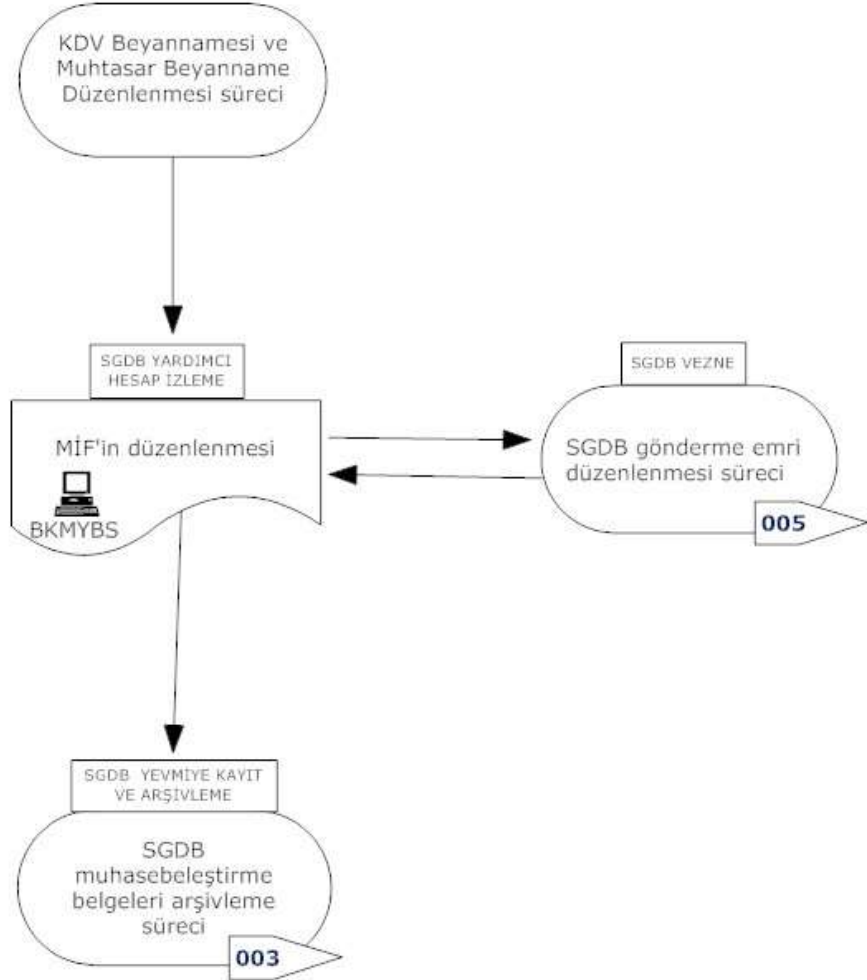 KDV Beyannamesi ve
Muhtasar Beyanname
Düzenlenmesi süreci
SGDB YARDIMCI
HESAP İZLEME
MİF'in düzenlenmesi
BKMYBS
SGDB VEZNE
SGDB gönderme emri
düzenlenmesi süreci
005
SGDB YEVMİYE KAYIT
VE ARŞİVLEME
SGDB
muhasebeleştirme
belgeleri arşivleme
süreci
003